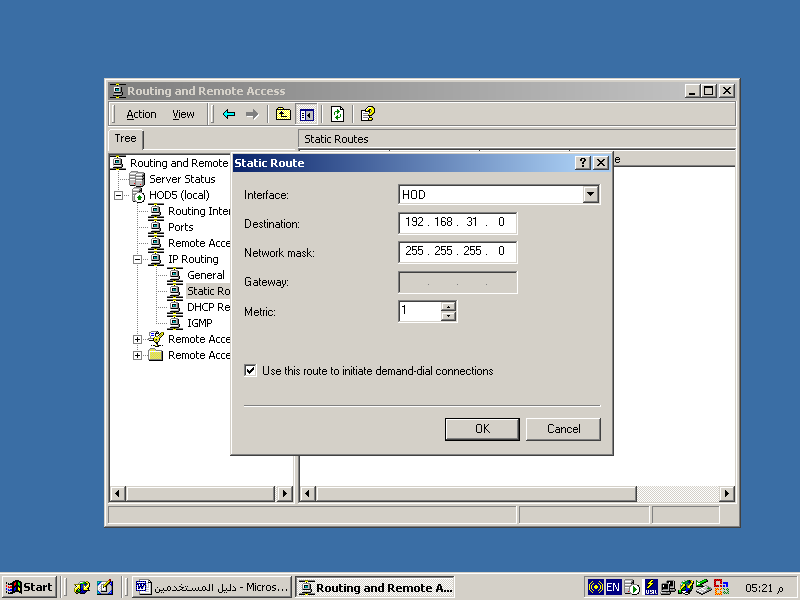 Routing and Remote Access
Action View
Tree
Static Routes
Routing and Remote
Server Status
HOD5 (local)
Routing Inter
Ports
Remote Acce
IP Routing
General
Static Ro
DHCP Re
IGMP
Remote Acce
Remote Acce
Static Route
Interface: HOD
Destination: 192 . 168 . 31 . 0
Network mask: 255 . 255 . 255 . 0
Gateway: . . .
Metric: 1
Use this route to initiate demand-dial connections
OK Cancel
Start
دليل المستخدمين - Micros...
Routing and Remote A...
EN
05:21 م